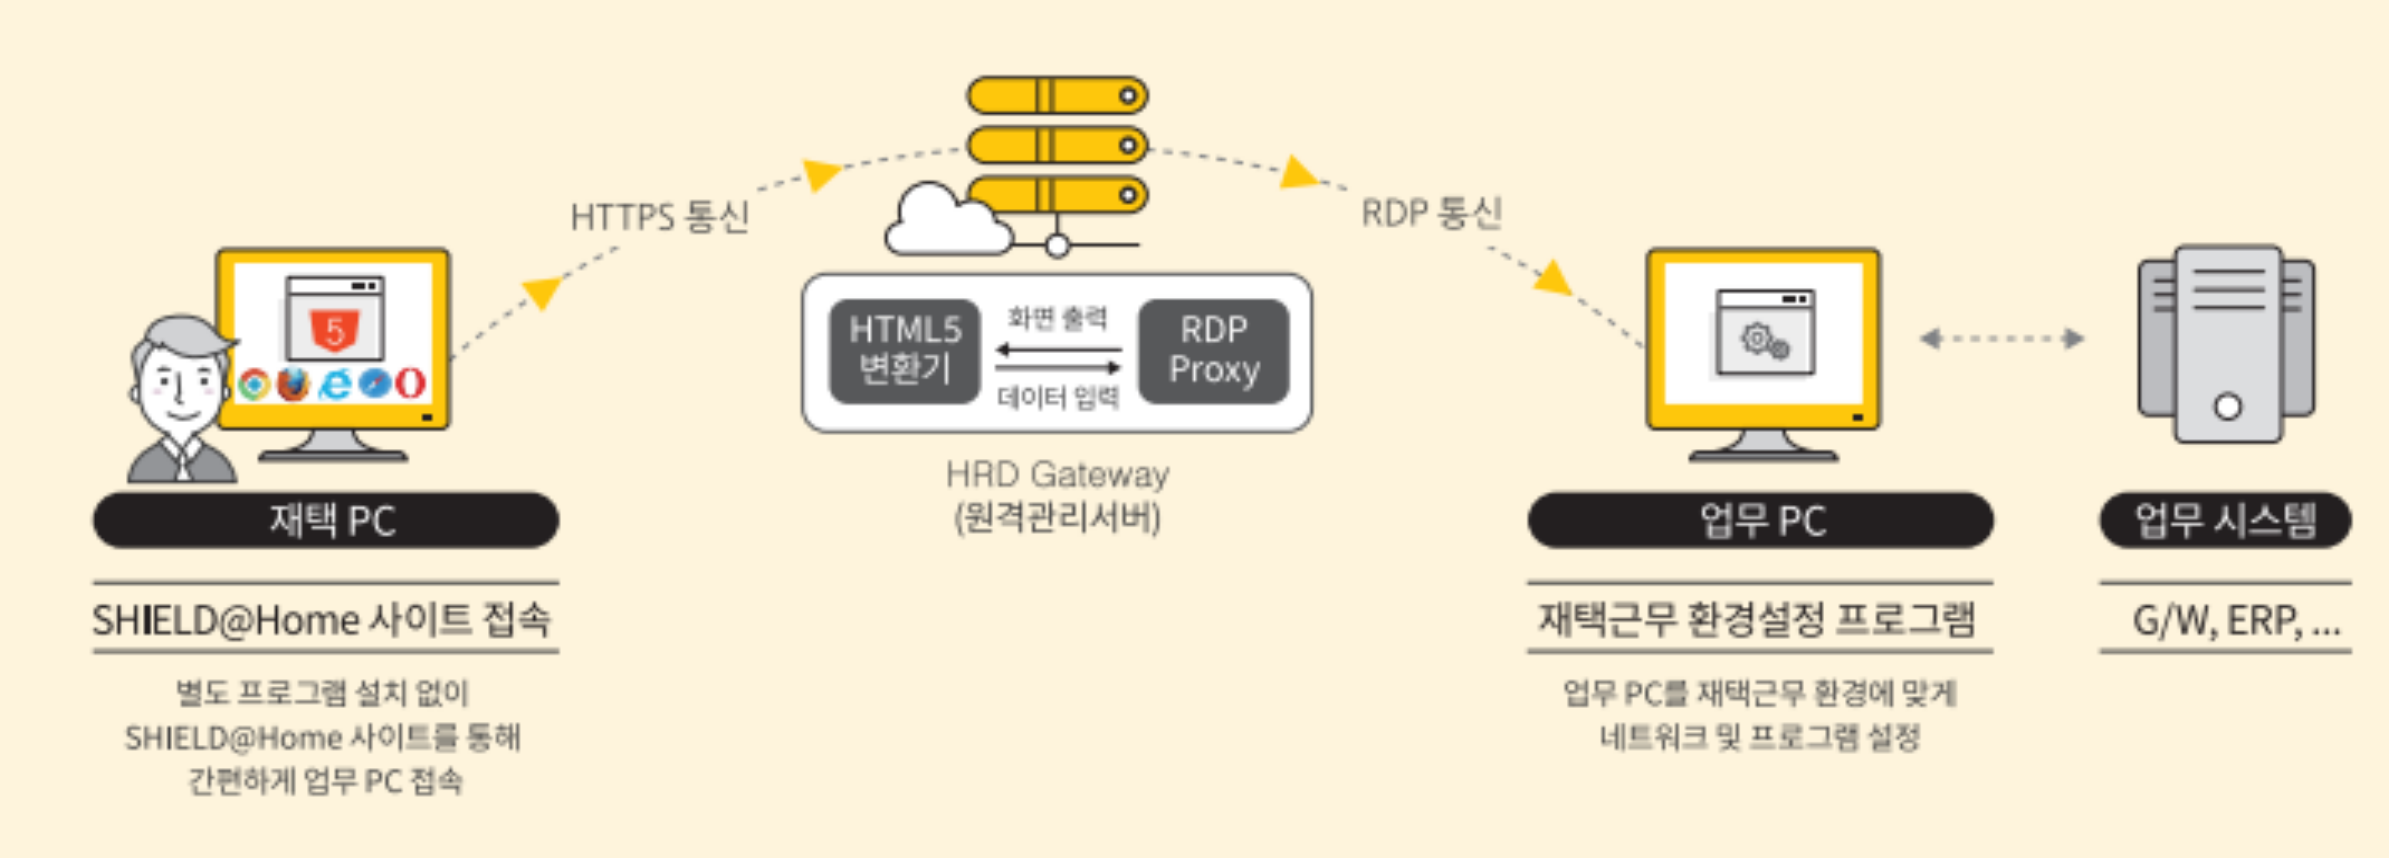 HTTPS 통신
RDP 통신
5
HTML5
변환기
화면 출력
데이터 입력
RDP
Proxy
HRD Gateway
(원격관리서버)
재택 PC
SHIELD@Home 사이트 접속
별도 프로그램 설치 없이
SHIELD@Home 사이트를 통해
간편하게 업무 PC 접속
업무 PC
재택근무 환경설정 프로그램
업무 PC를 재택근무 환경에 맞게
네트워크 및 프로그램 설정
업무 시스템
G/W, ERP, ...